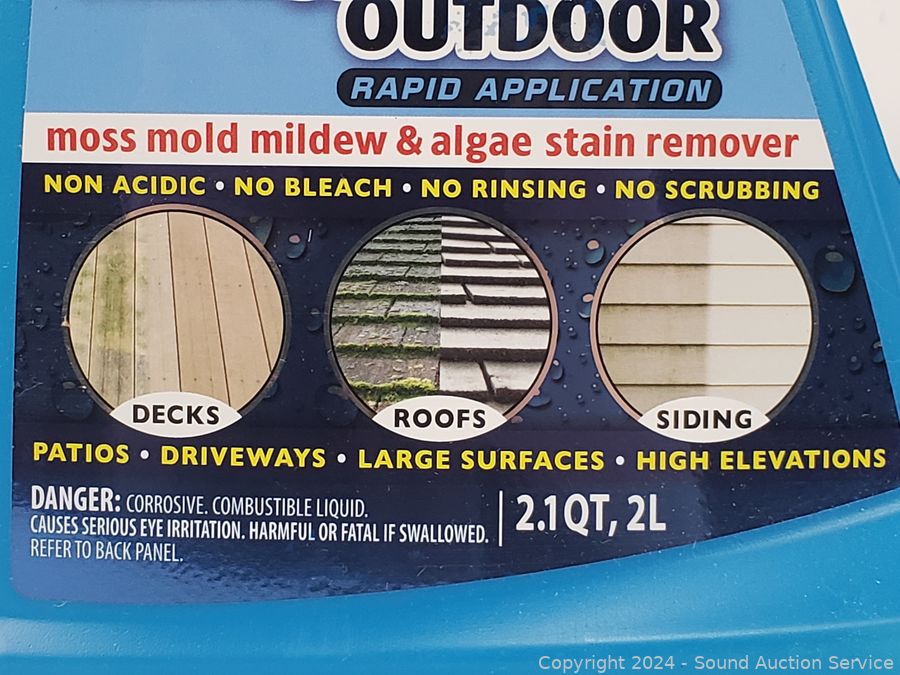 OUTDOOR
RAPID APPLICATION
moss mold mildew & algae stain remover
NON ACIDIC • NO BLEACH • NO RINSING • NO SCRUBBING
DECKS
ROOFS
SIDING
PATIOS • DRIVEWAYS • LARGE SURFACES • HIGH ELEVATIONS
DANGER: CORROSIVE. COMBUSTIBLE LIQUID.
CAUSES SERIOUS EYE IRRITATION. HARMFUL OR FATAL IF SWALLOWED.
REFER TO BACK PANEL.
2.1 QT, 2L
Copyright 2024 - Sound Auction Service